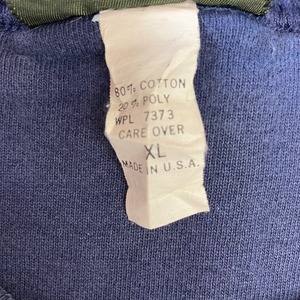 80% COTTON
20% POLY
WPL 7373
CARE OVER
XL
MADE IN U.S.A.